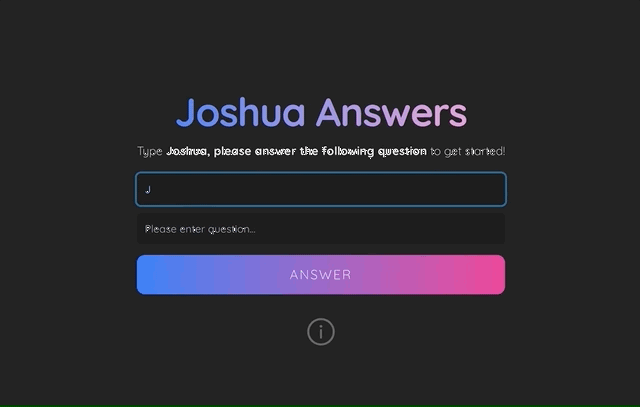 Joshua Answers
Type Joshua, please answer the following question to get started!
J
Please enter question...
ANSWER
i